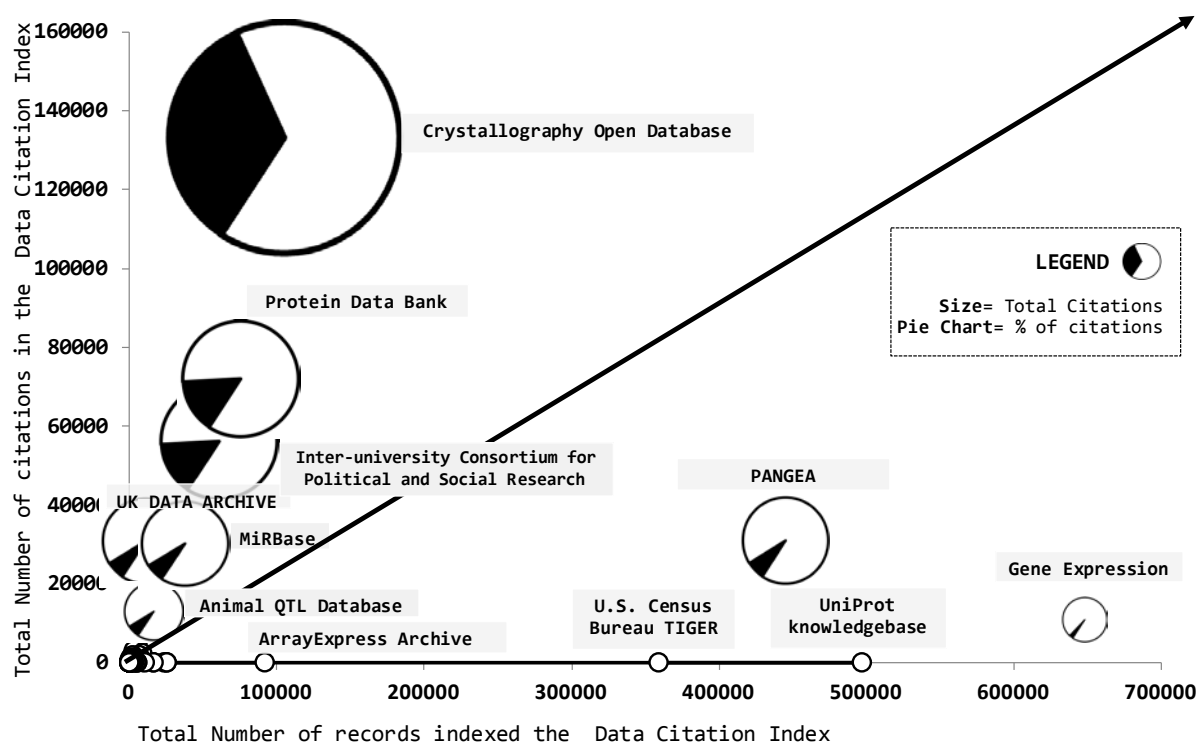 Total Number of citations in the Data Citation Index
160000
140000
120000
100000
80000
60000
40000
20000
0
Crystallography Open Database
LEGEND
Size= Total Citations
Pie Chart= % of citations
Protein Data Bank
Inter-university Consortium for
Political and Social Research
PANGEA
UK DATA ARCHIVE
MiRBase
Gene Expression
Animal QTL Database
U.S. Census
Bureau TIGER
UniProt
knowledgebase
ArrayExpress Archive
0
100000
200000
300000
400000
500000
600000
700000
Total Number of records indexed the  Data Citation Index